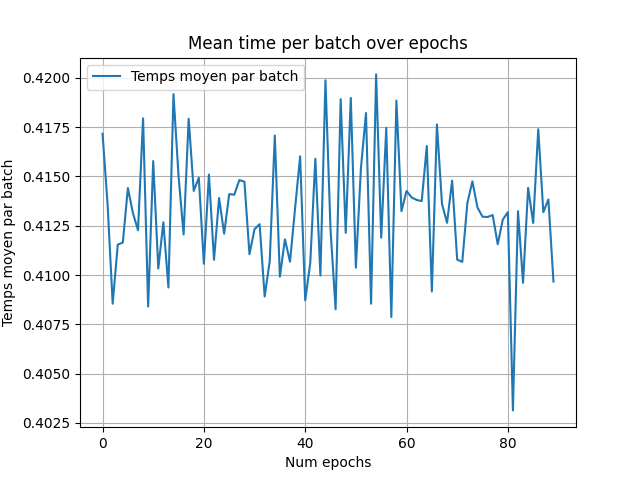 Mean time per batch over epochs
Temps moyen par batch
0.4200
0.4175
0.4150
0.4125
0.4100
0.4075
0.4050
0.4025
Temps moyen par batch
0 20 40 60 80
Num epochs